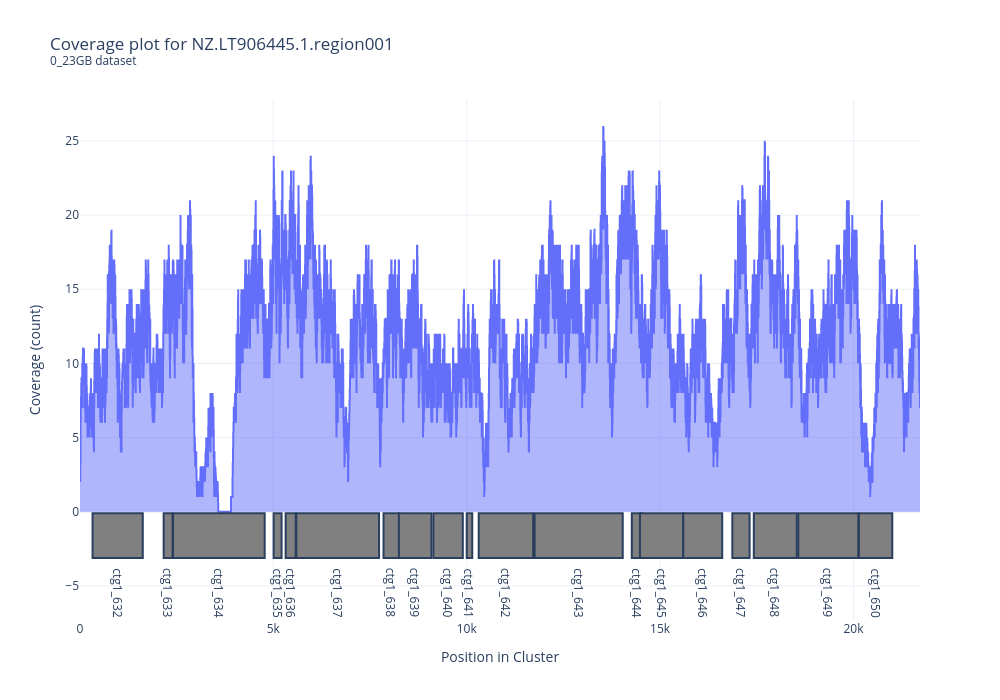 Coverage plot for NZ.LT906445.1.region001
0_23GB dataset
25
20
15
10
5
0
−5
Coverage (count)
ctg1_632
ctg1_633
ctg1_634
ctg1_635
ctg1_636
ctg1_637
ctg1_638
ctg1_639
ctg1_640
ctg1_641
ctg1_642
ctg1_643
ctg1_644
ctg1_645
ctg1_646
ctg1_647
ctg1_648
ctg1_649
ctg1_650
0
5k
10k
15k
20k
Position in Cluster